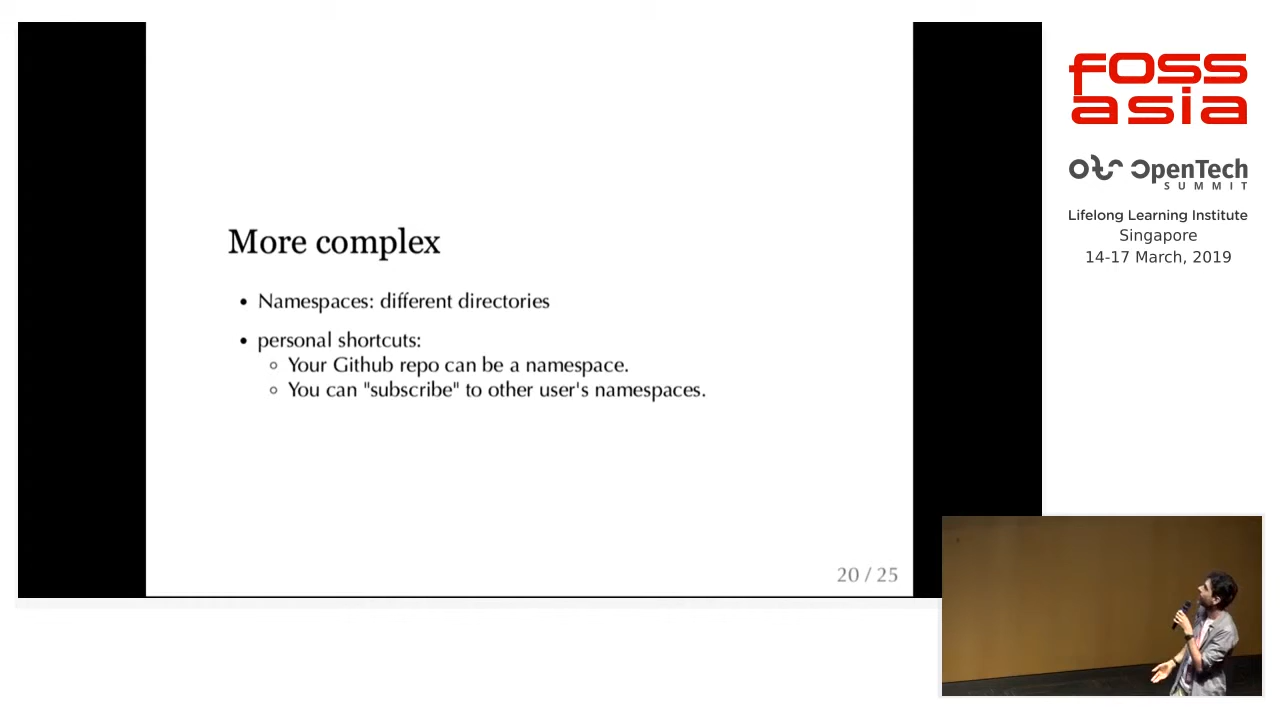 More complex
• Namespaces: different directories
• personal shortcuts:
◦ Your Github repo can be a namespace.
◦ You can "subscribe" to other user's namespaces.
20 / 25
fOSS
asia
OTS OpenTech
SUMMIT
Lifelong Learning Institute
Singapore
14-17 March, 2019